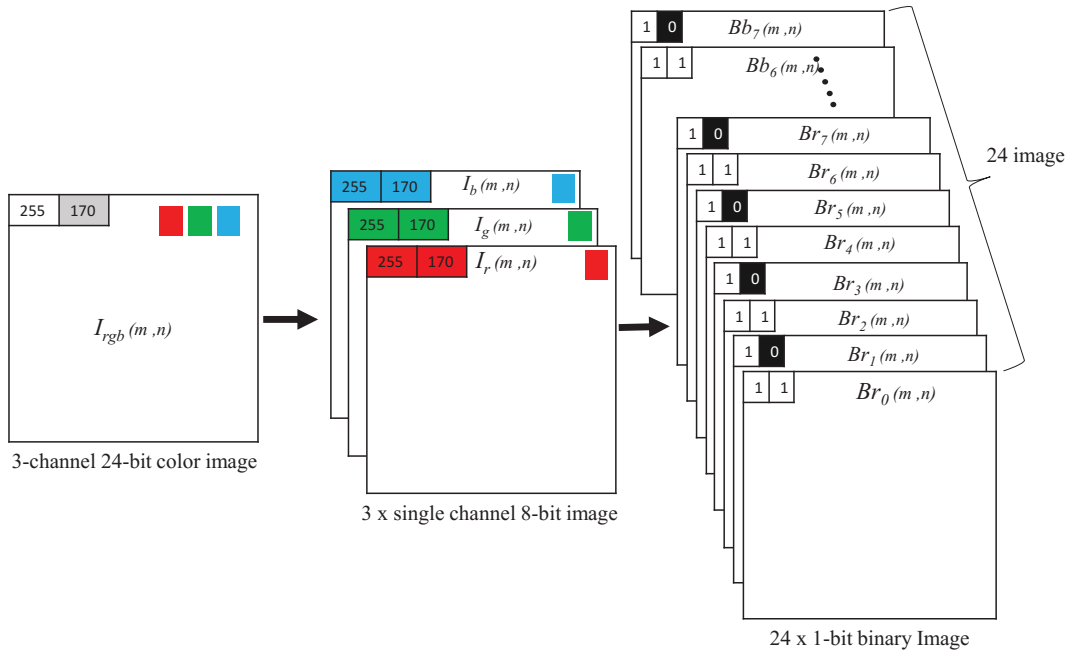 255 170
I_rgb (m ,n)
3-channel 24-bit color image
255 170 I_b (m ,n)
255 170 I_g (m ,n)
255 170 I_r (m ,n)
3 x single channel 8-bit image
1 0 Bb_7 (m ,n)
1 1 Bb_6 (m ,n)
1 0 Br_7 (m ,n)
1 1 Br_6 (m ,n)
1 0 Br_5 (m ,n)
1 1 Br_4 (m ,n)
1 0 Br_3 (m ,n)
1 1 Br_2 (m ,n)
1 0 Br_1 (m ,n)
1 1 Br_0 (m ,n)
24 image
24 x 1-bit binary Image